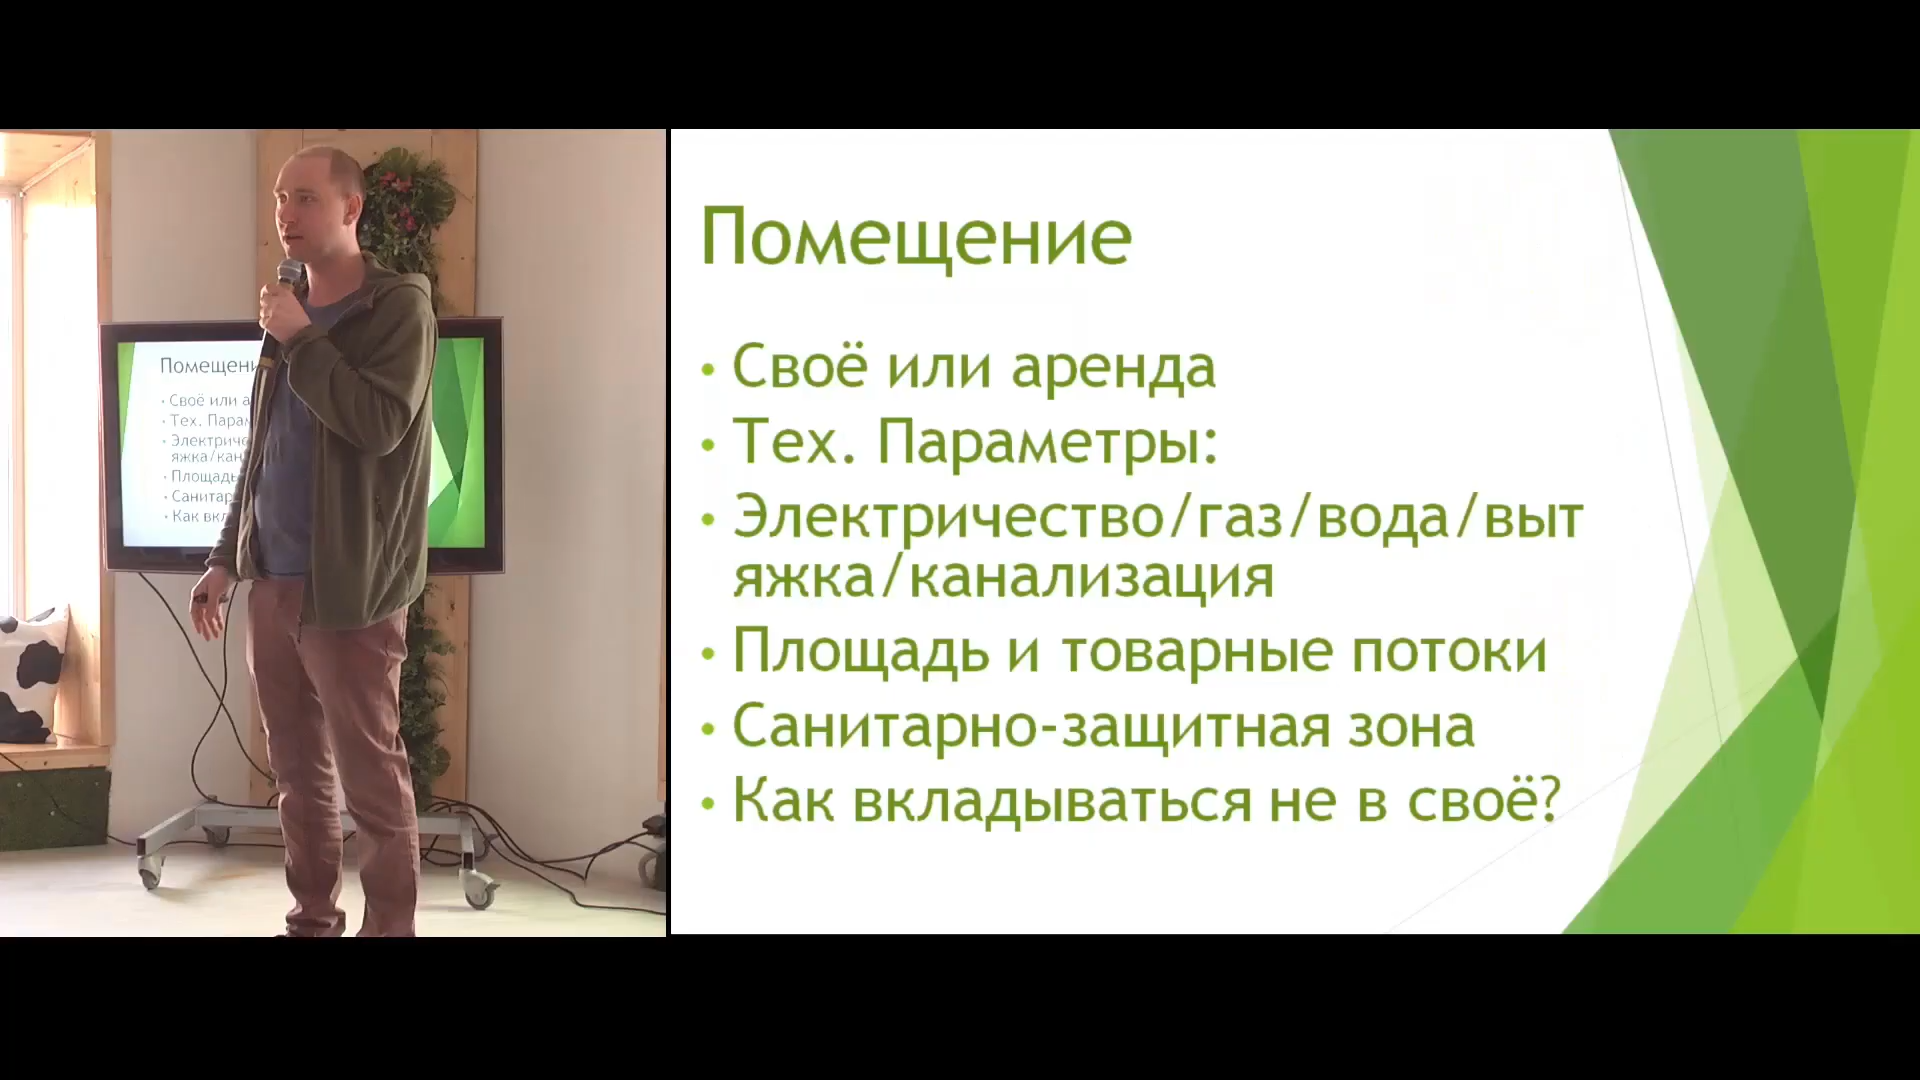 Помещение
• Своё или аренда
• Тех. Параметры:
• Электричество/газ/вода/выт
яжка/канализация
• Площадь и товарные потоки
• Санитарно-защитная зона
• Как вкладываться не в своё?
Помещени
• Своё или а
• Тех. Парам
• Электриче
яжка/кан
• Площадь
• Санитар
• Как вкл